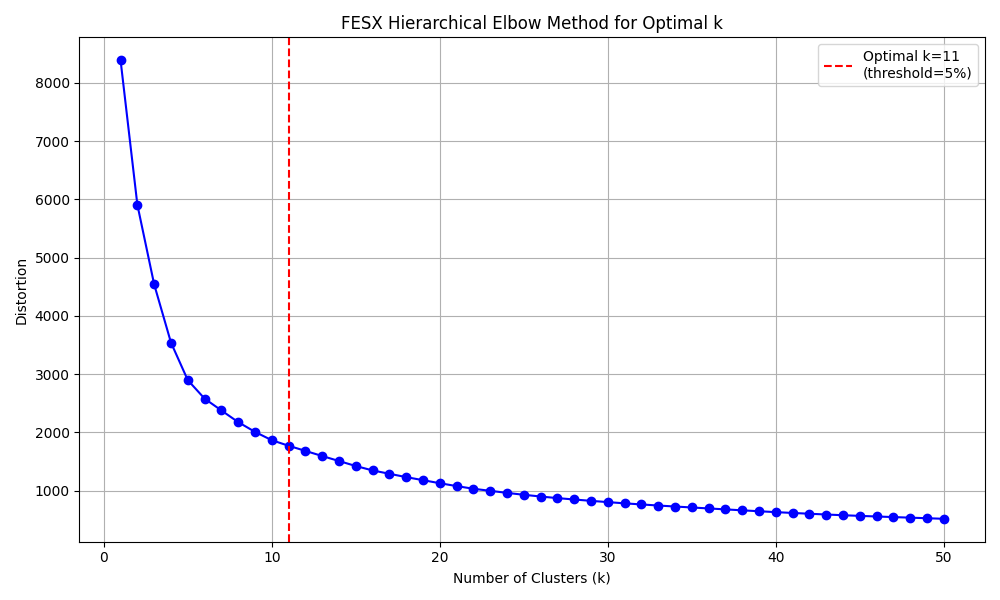 FESX Hierarchical Elbow Method for Optimal k
Optimal k=11
(threshold=5%)
Distortion
8000
7000
6000
5000
4000
3000
2000
1000
0 10 20 30 40 50
Number of Clusters (k)